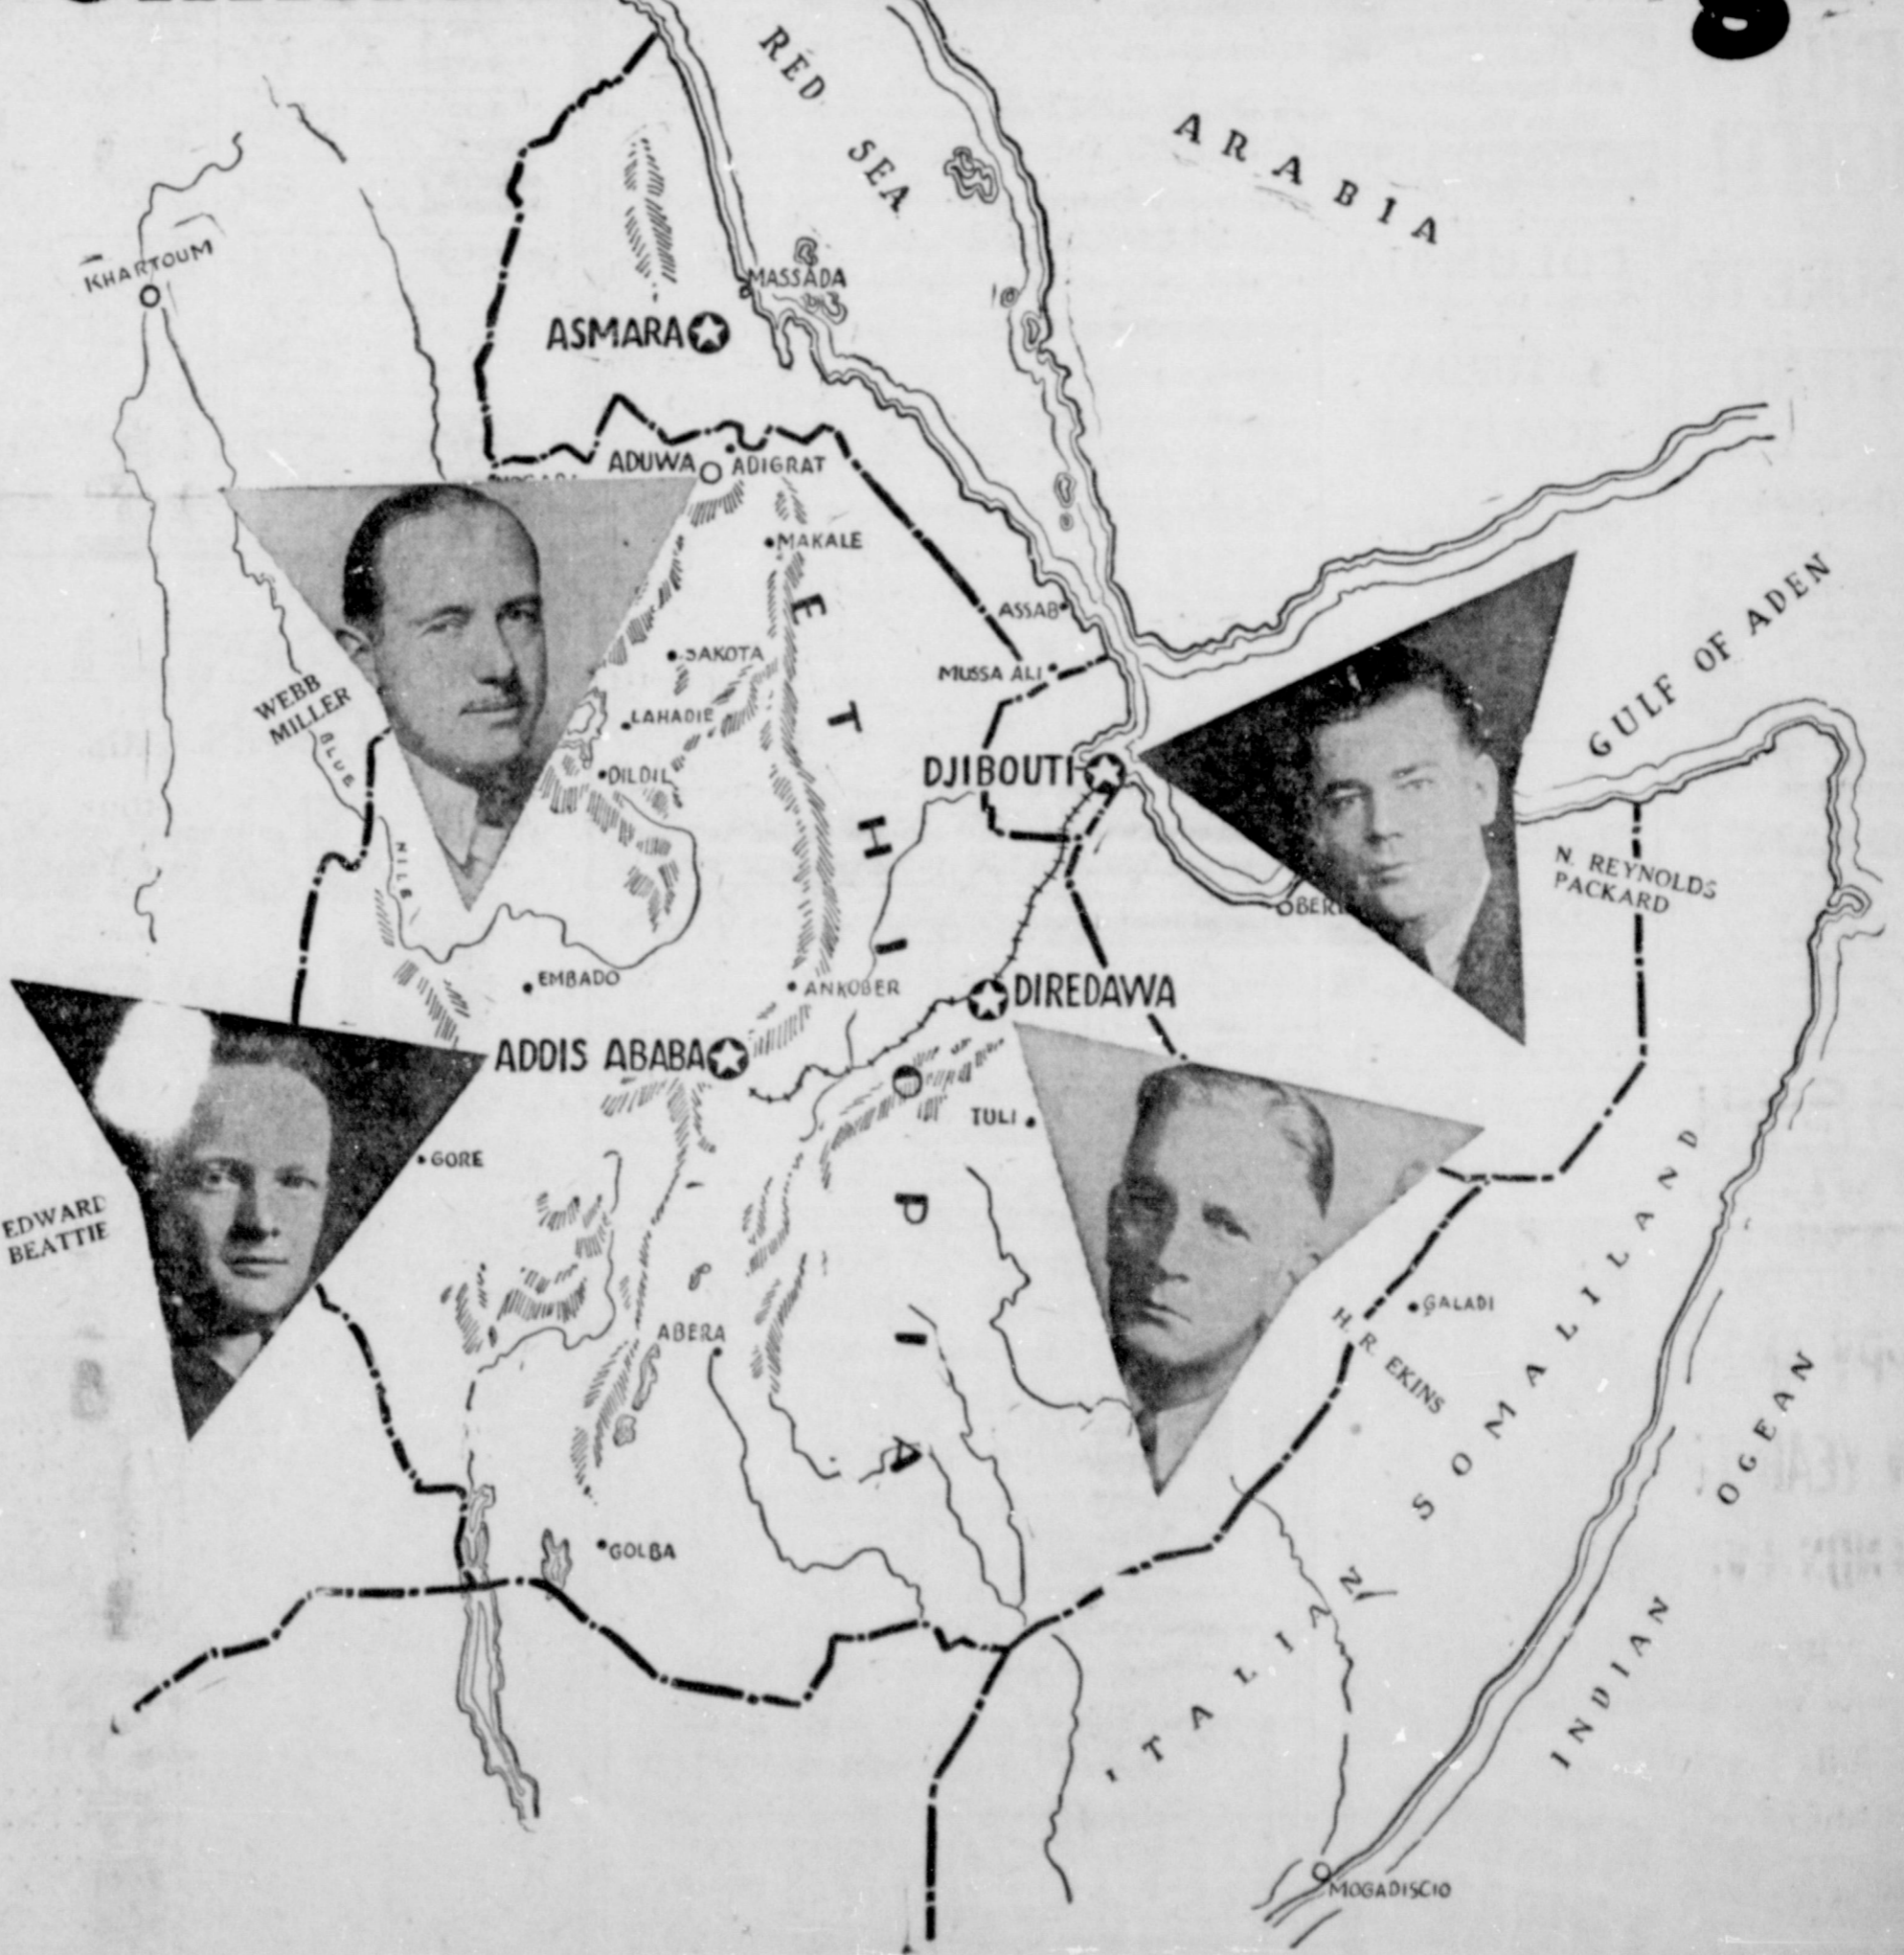 RED SEA
ARABIA
KHARTOUM
MASSADA
ASMARA
ADUWA
ADIGRAT
MAKALE
ETHIOPIA
ASSAB
SAKOTA
MUSSA ALI
WEBB
MILLER
LAHADIE
BLUE NILE
DILDIL
DJIBOUTI
GULF OF ADEN
N. REYNOLDS
PACKARD
EMBADO
ANKOBER
DIREDAWA
ADDIS ABABA
TULI
GORE
EDWARD
BEATTIE
GALADI
H. R. EKINS
ABERA
ITALIAN SOMALILAND
INDIAN OGEAN
GOLBA
MOGADISCIO